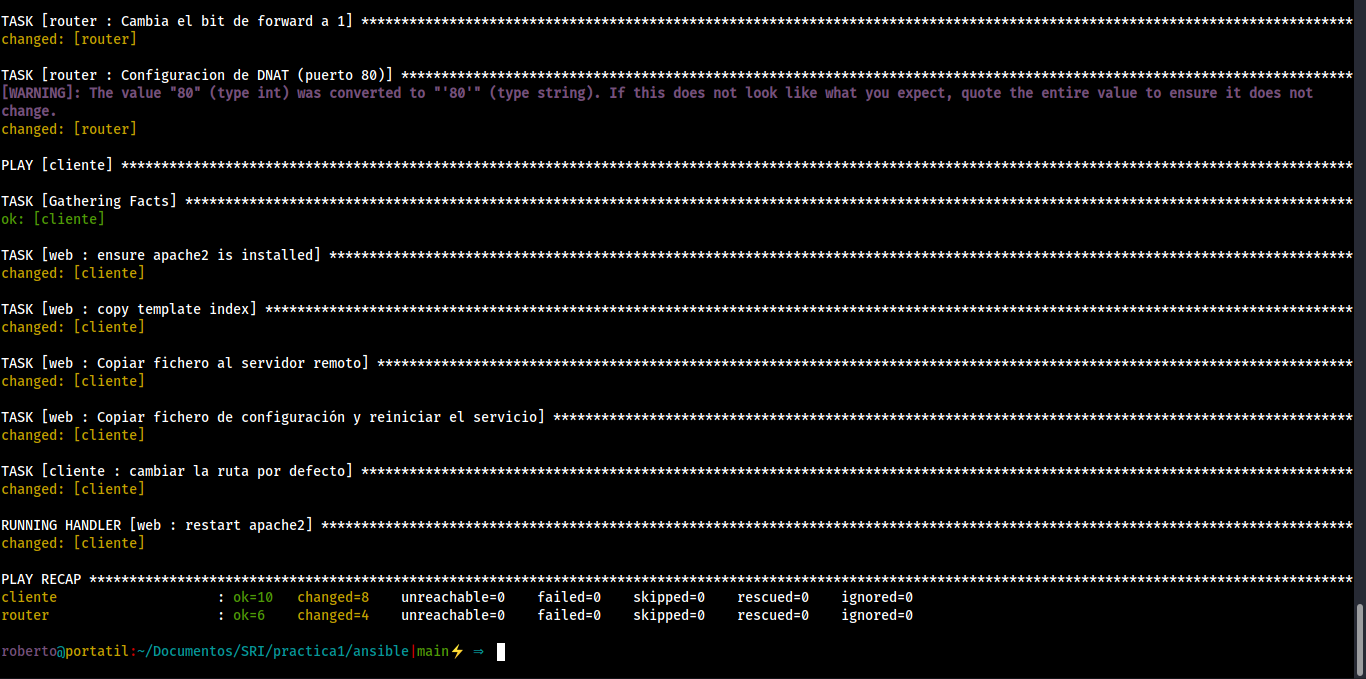 TASK [router : Cambia el bit de forward a 1] ****************************************************************************************************************************
changed: [router]
TASK [router : Configuracion de DNAT (puerto 80)] ***********************************************************************************************************************
[WARNING]: The value "80" (type int) was converted to "'80'" (type string). If this does not look like what you expect, quote the entire value to ensure it does not
change.
changed: [router]
PLAY [cliente] **********************************************************************************************************************************************************
TASK [Gathering Facts] **************************************************************************************************************************************************
ok: [cliente]
TASK [web : ensure apache2 is installed] ********************************************************************************************************************************
changed: [cliente]
TASK [web : copy template index] ****************************************************************************************************************************************
changed: [cliente]
TASK [web : Copiar fichero al servidor remoto] **************************************************************************************************************************
changed: [cliente]
TASK [web : Copiar fichero de configuración y reiniciar el servicio] ****************************************************************************************************
changed: [cliente]
TASK [cliente : cambiar la ruta por defecto] ****************************************************************************************************************************
changed: [cliente]
RUNNING HANDLER [web : restart apache2] *********************************************************************************************************************************
changed: [cliente]
PLAY RECAP **************************************************************************************************************************************************************
cliente                    : ok=10   changed=8    unreachable=0    failed=0    skipped=0    rescued=0    ignored=0
router                     : ok=6    changed=4    unreachable=0    failed=0    skipped=0    rescued=0    ignored=0
roberto@portatil:~/Documentos/SRI/practica1/ansible|main⚡ ⇒